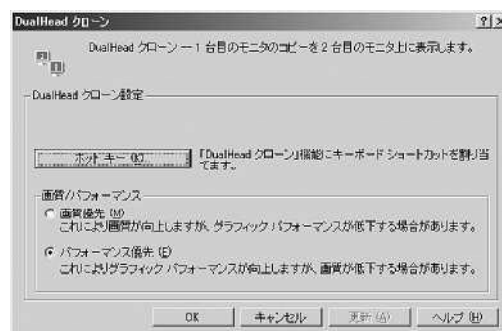 DualHead クローン
DualHead クローン ー 1 台目のモニタのコピーを 2 台目のモニタ上に表示します。
DualHead クローン設定
ホット キー (K)...
「DualHead クローン」機能にキーボード ショートカットを割り当
てます。
画質/パフォーマンス
画質優先 (M)
これにより画質が向上しますが、グラフィック パフォーマンスが低下する場合があります。
パフォーマンス優先 (E)
これによりグラフィック パフォーマンスが向上しますが、画質が低下する場合があります。
OK キャンセル 更新 (A) ヘルプ (H)